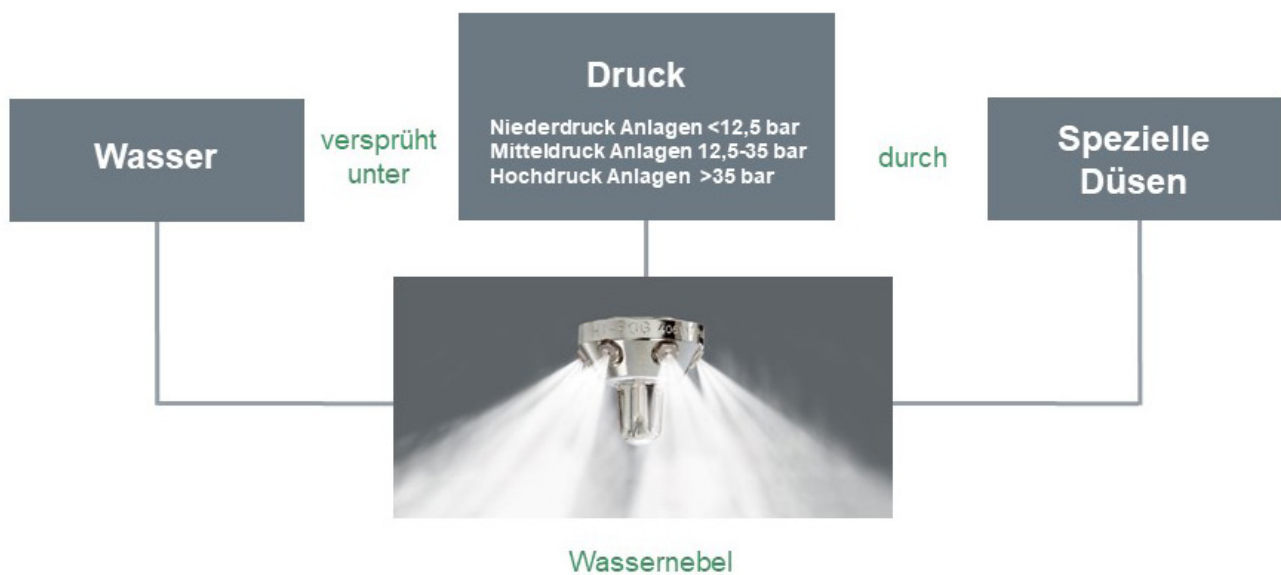 Wasser
versprüht
unter
Druck
Niederdruck Anlagen <12,5 bar
Mitteldruck Anlagen 12,5-35 bar
Hochdruck Anlagen >35 bar
durch
Spezielle
Düsen
Wassernebel